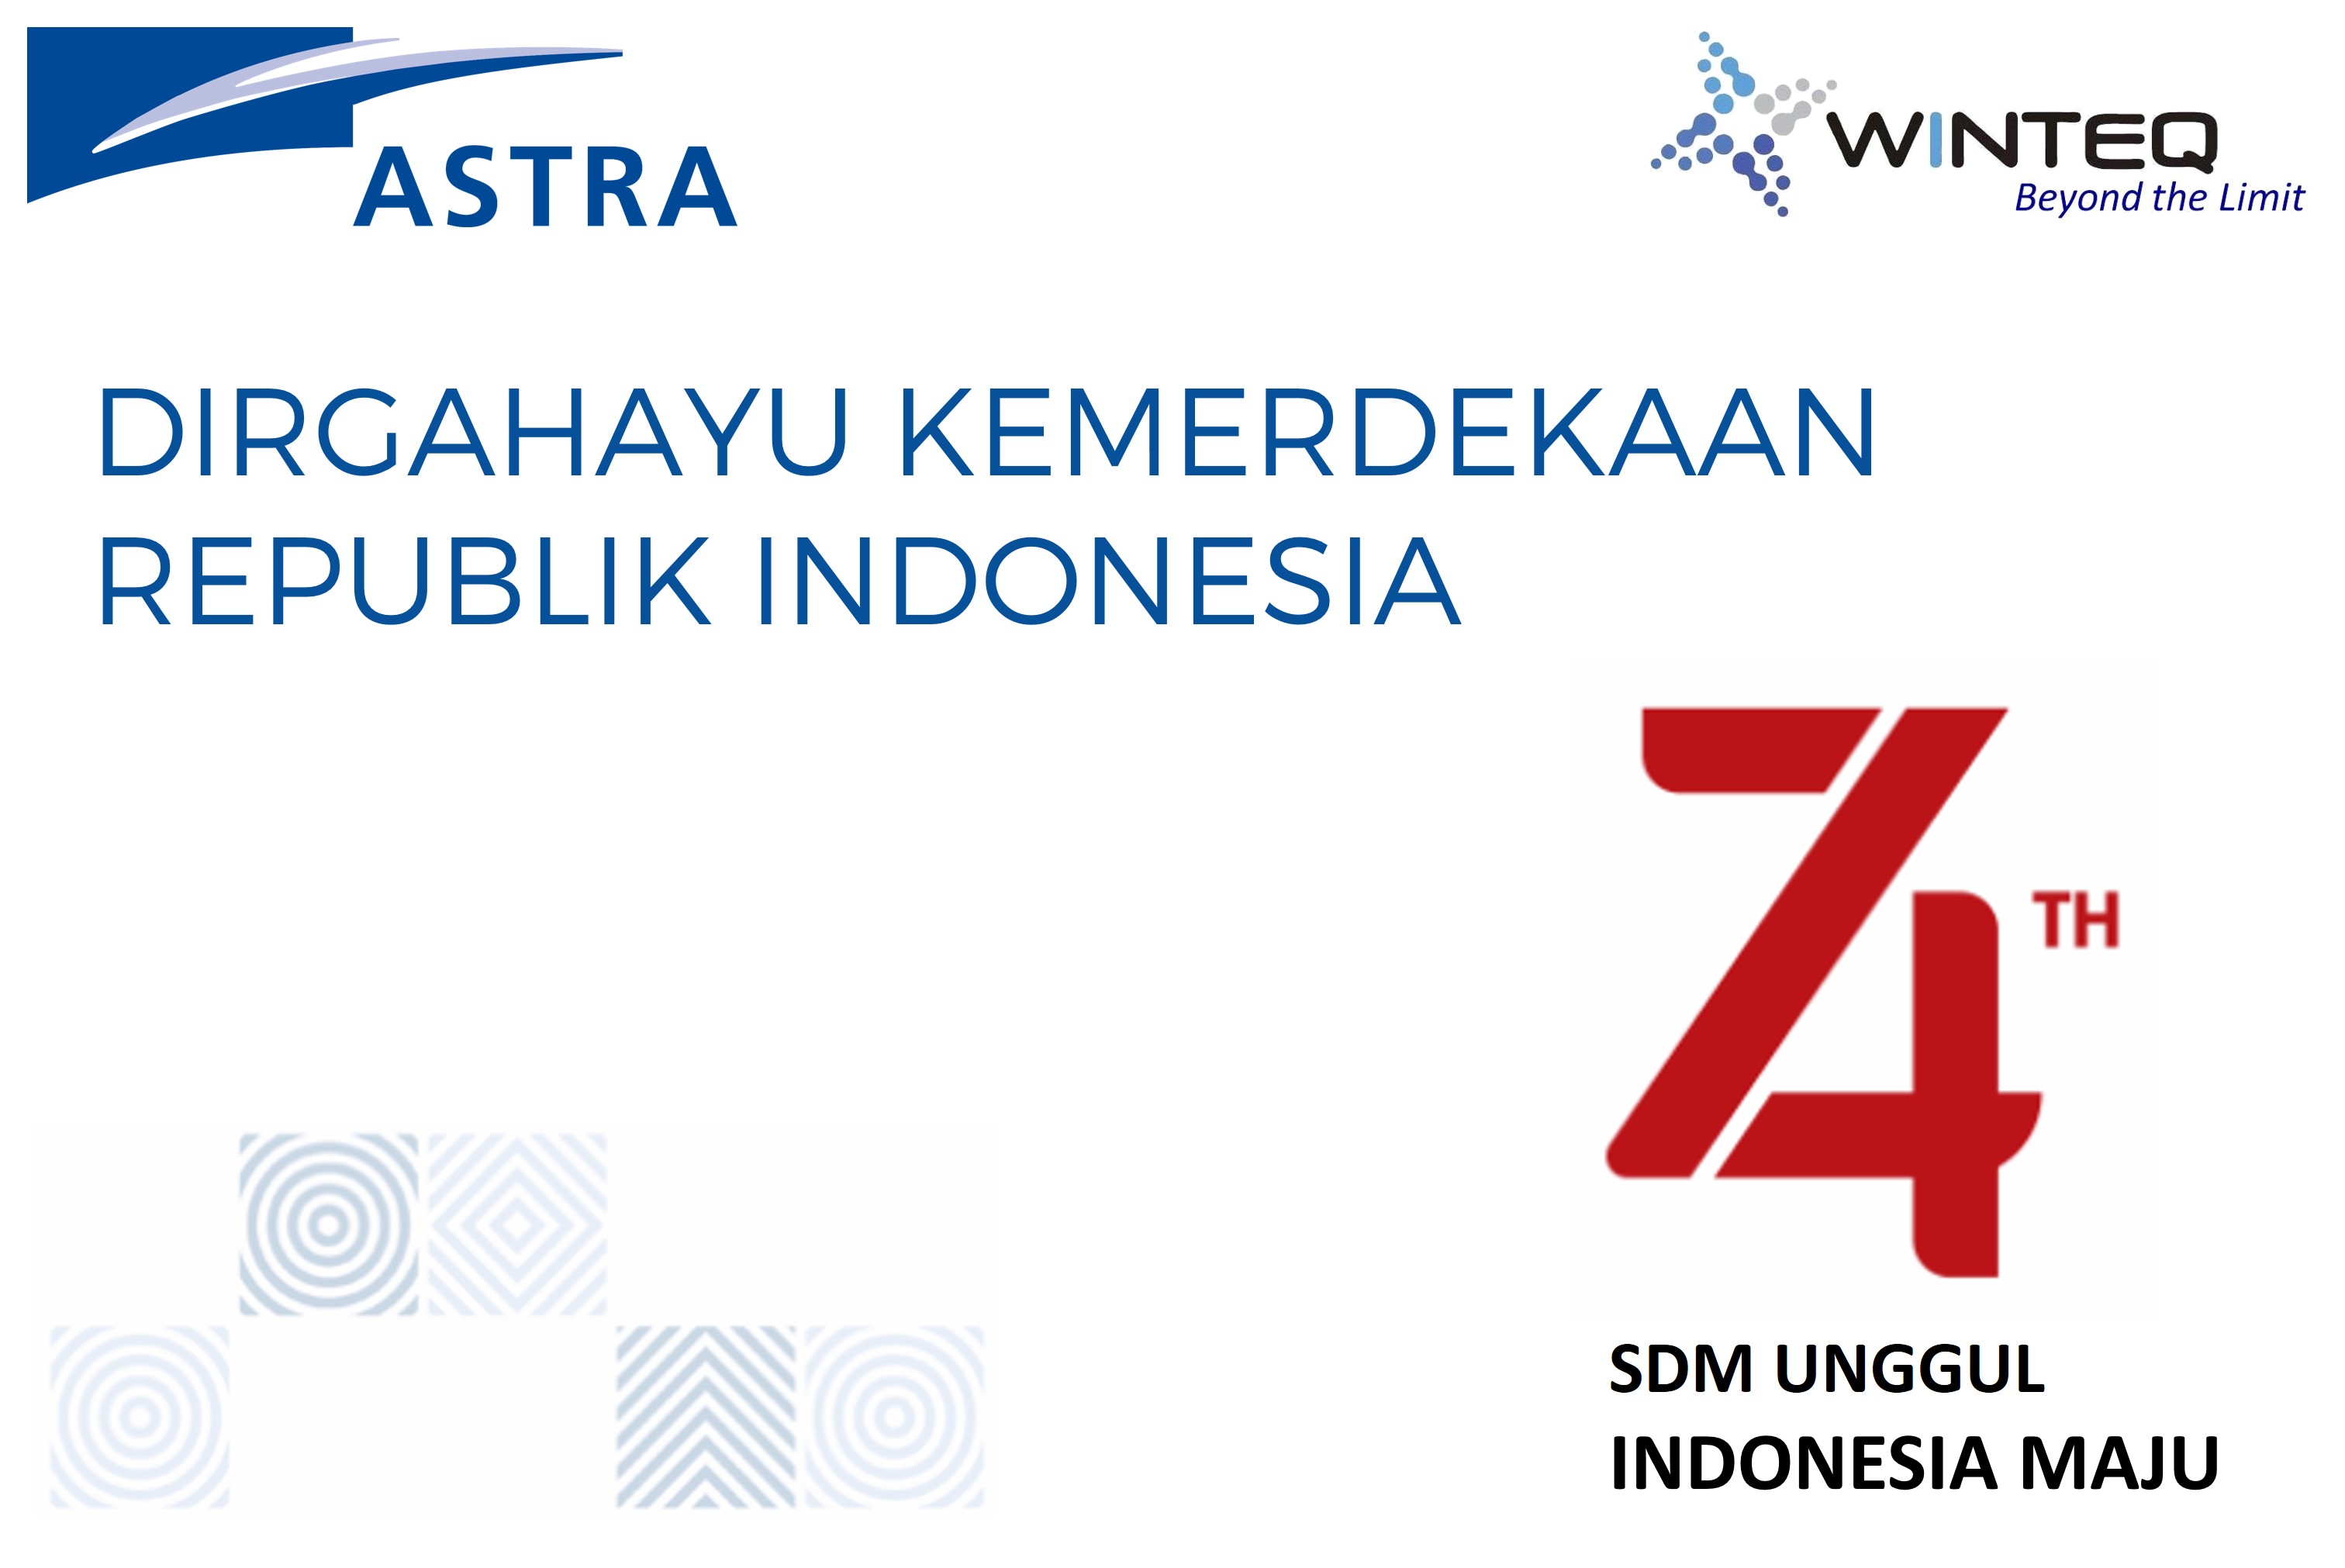 ASTRA
WINTEQ
Beyond the Limit
DIRGAHAYU KEMERDEKAAN
REPUBLIK INDONESIA
74 TH
SDM UNGGUL
INDONESIA MAJU